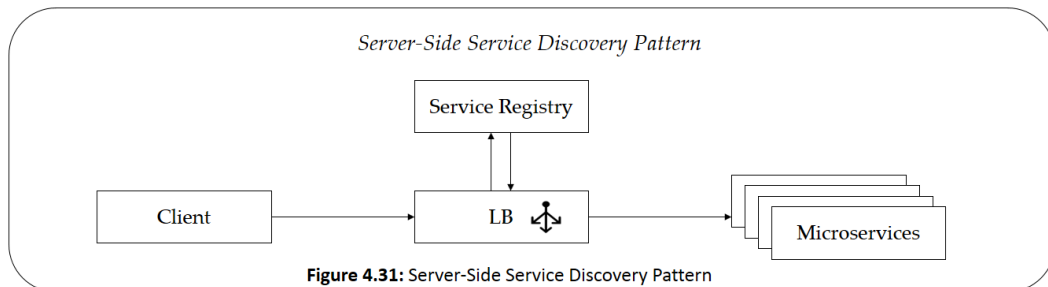 Server-Side Service Discovery Pattern
Service Registry
Client
LB
Microservices
Figure 4.31: Server-Side Service Discovery Pattern